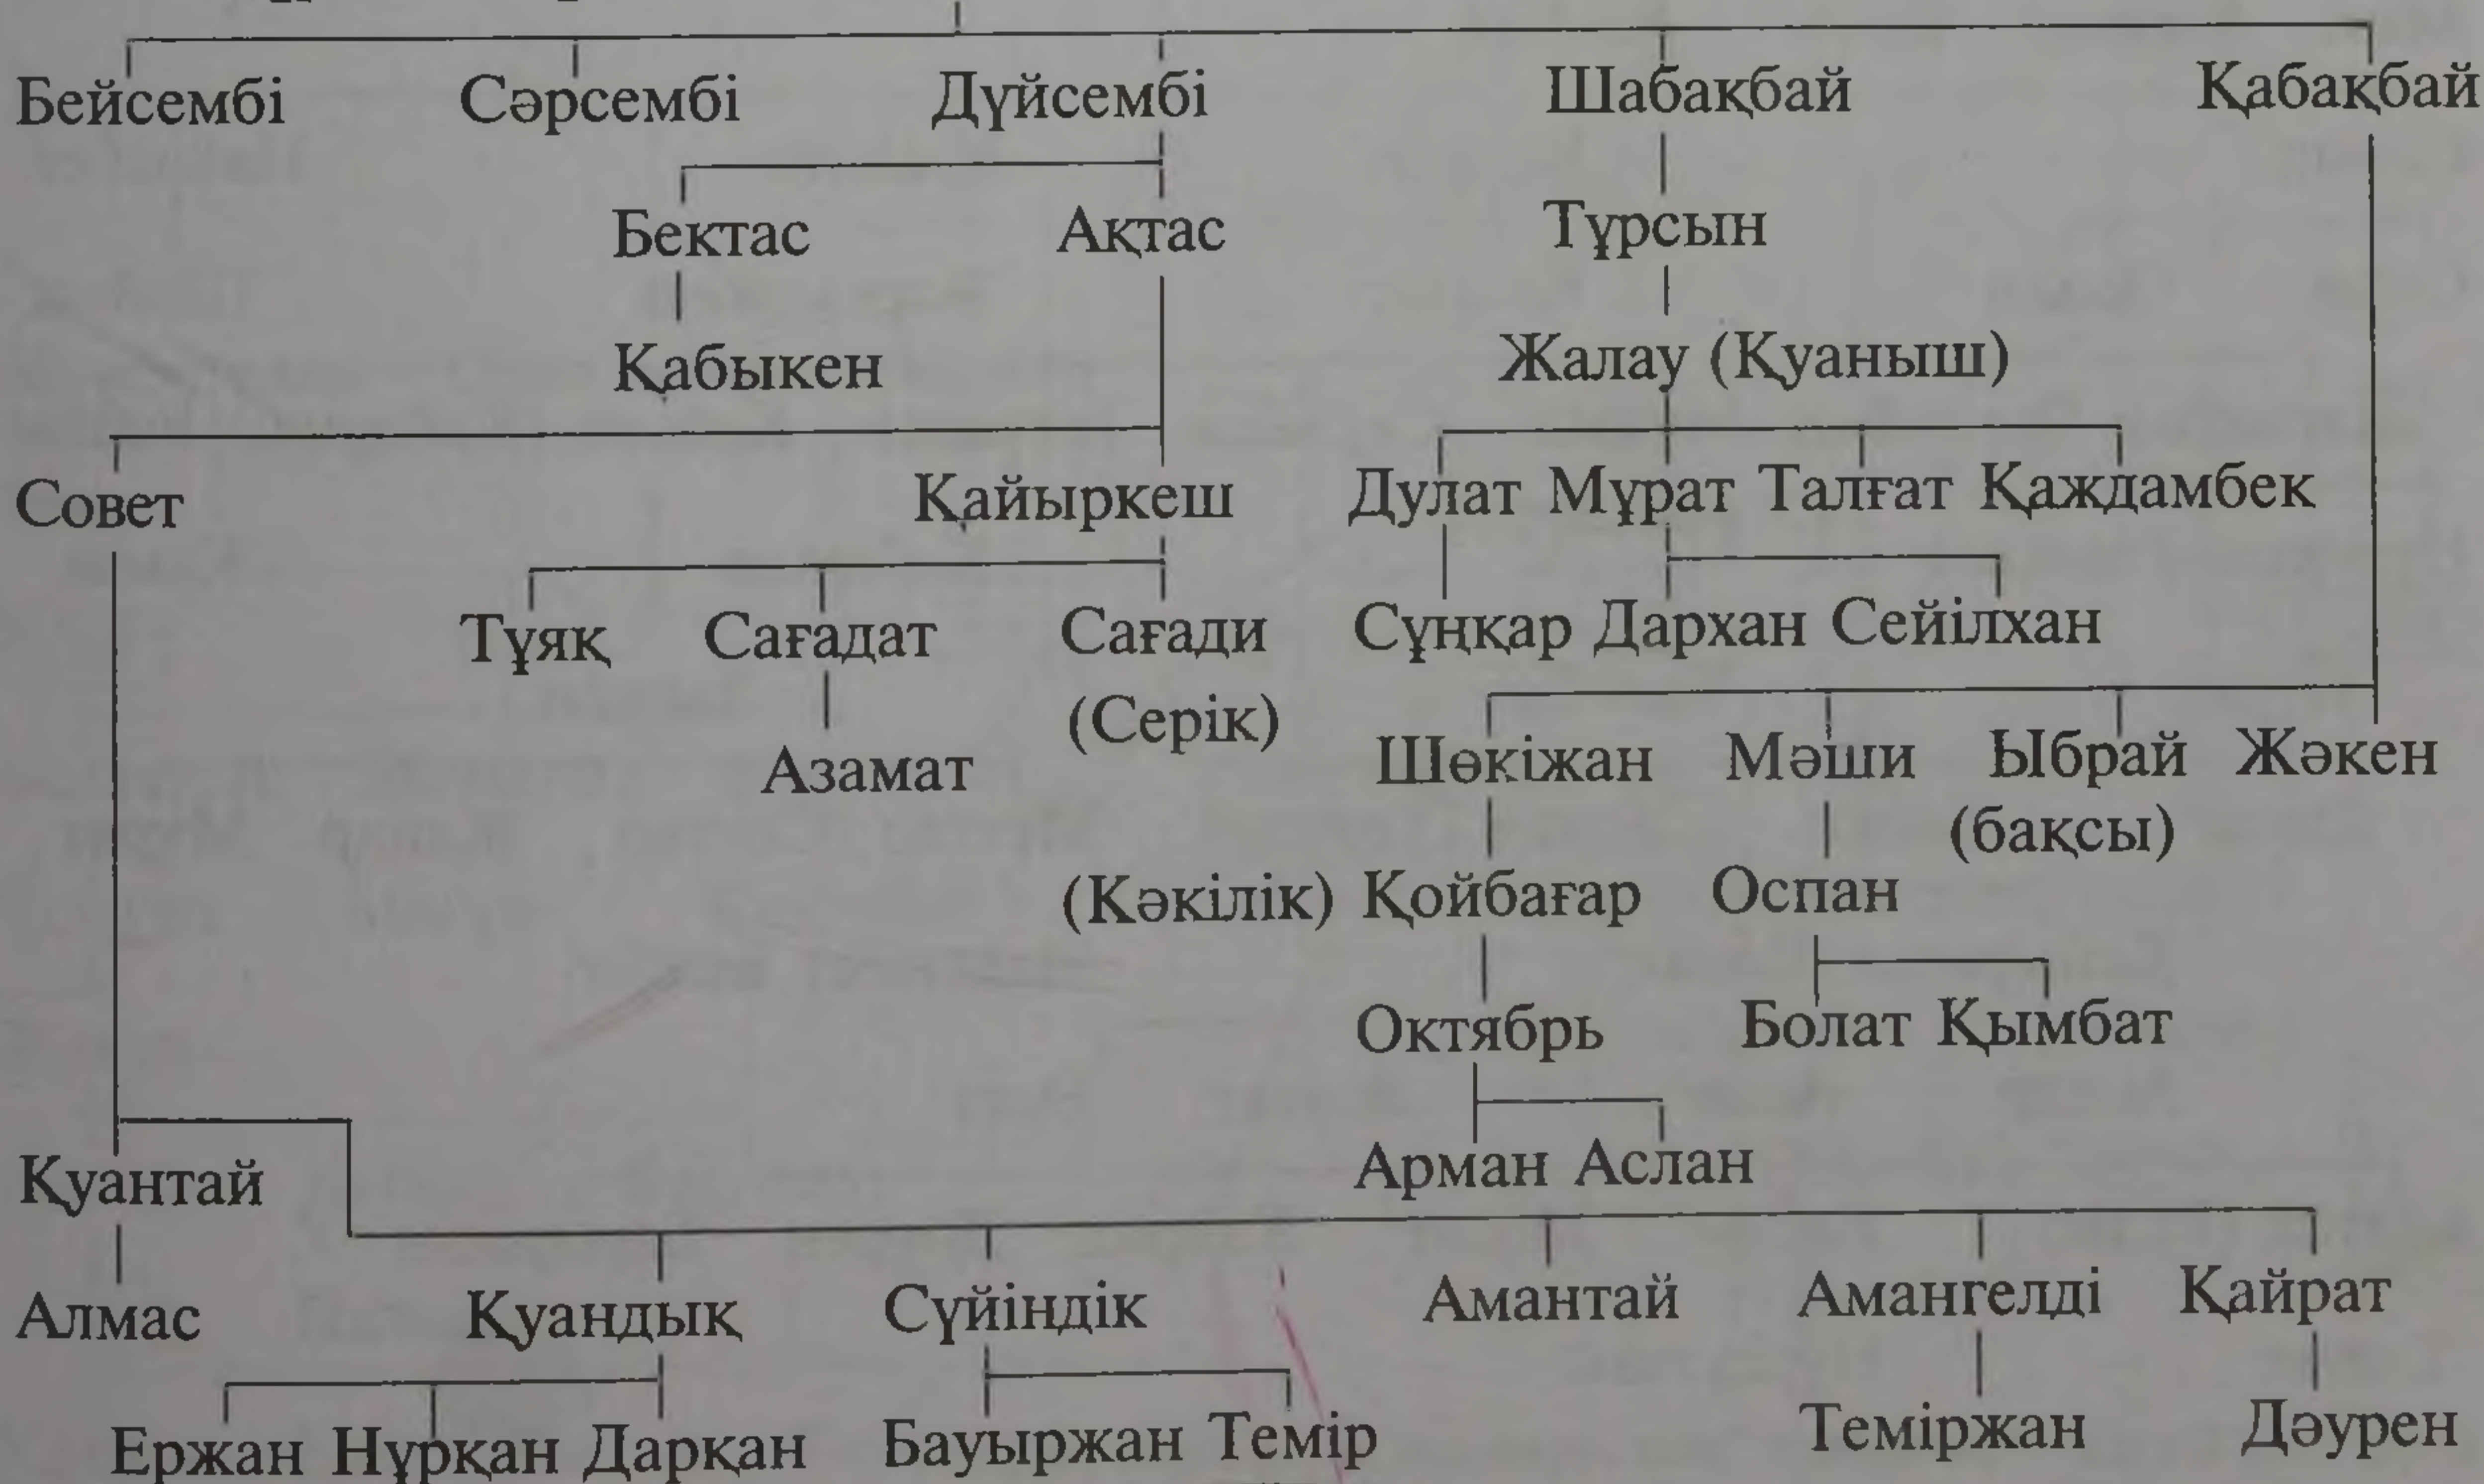 Бейсембі Сәрсембі Дүйсембі Шабақбай Қабақбай
Бектас Ақтас Тұрсын
Қабыкен Жалау (Қуаныш)
Совет Қайыркеш Дулат Мұрат Талғат Қаждамбек
Тұяқ Сағадат Сағади Сұңқар Дархан Сейілхан
(Серік)
Азамат Шөкіжан Мәши Ыбрай Жәкен
(бақсы)
(Кәкілік) Қойбағар Оспан
Октябрь Болат Қымбат
Қуантай Арман Аслан
Алмас Қуандық Сүйіндік Амантай Амангелді Қайрат
Ержан Нұрқан Дарқан Бауыржан Темір Теміржан Дәурен